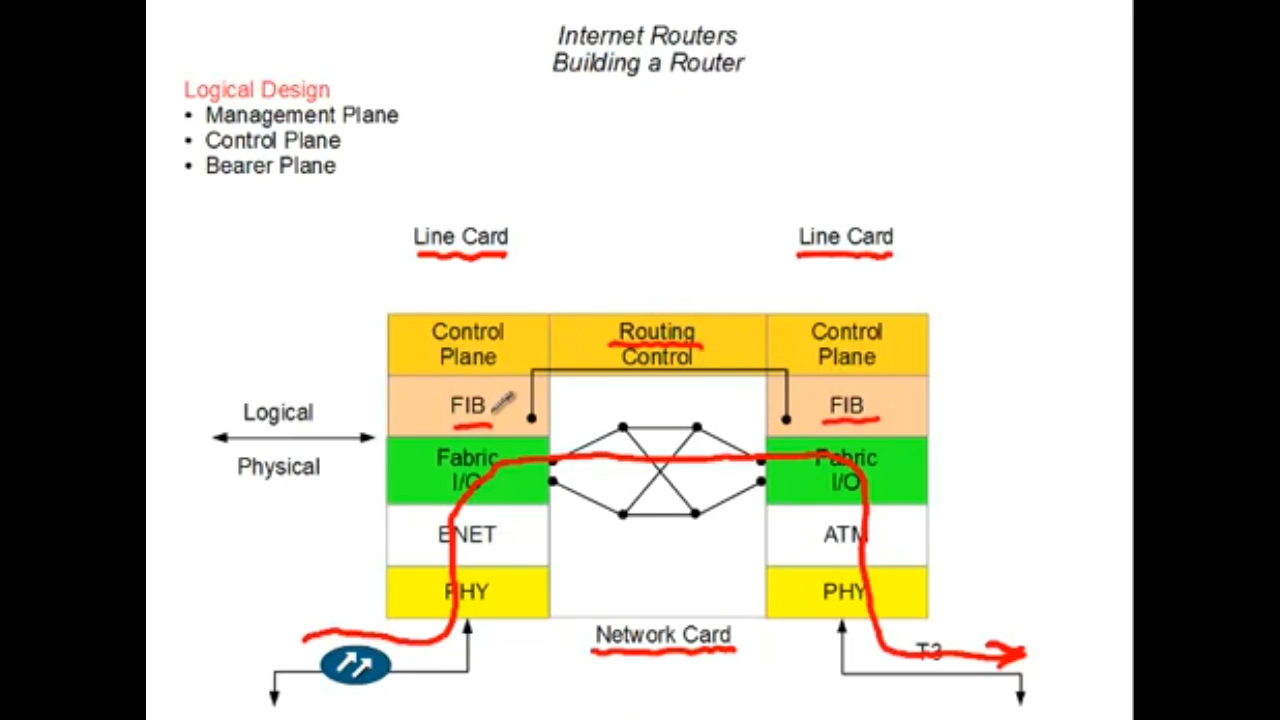 Internet Routers
Building a Router
Logical Design
• Management Plane
• Control Plane
• Bearer Plane
Line Card
Line Card
Control
Plane
Routing
Control
Control
Plane
FIB
FIB
Logical
Physical
Fabric
I/O
Fabric
I/O
ENET
ATM
PHY
PHY
Network Card
T3